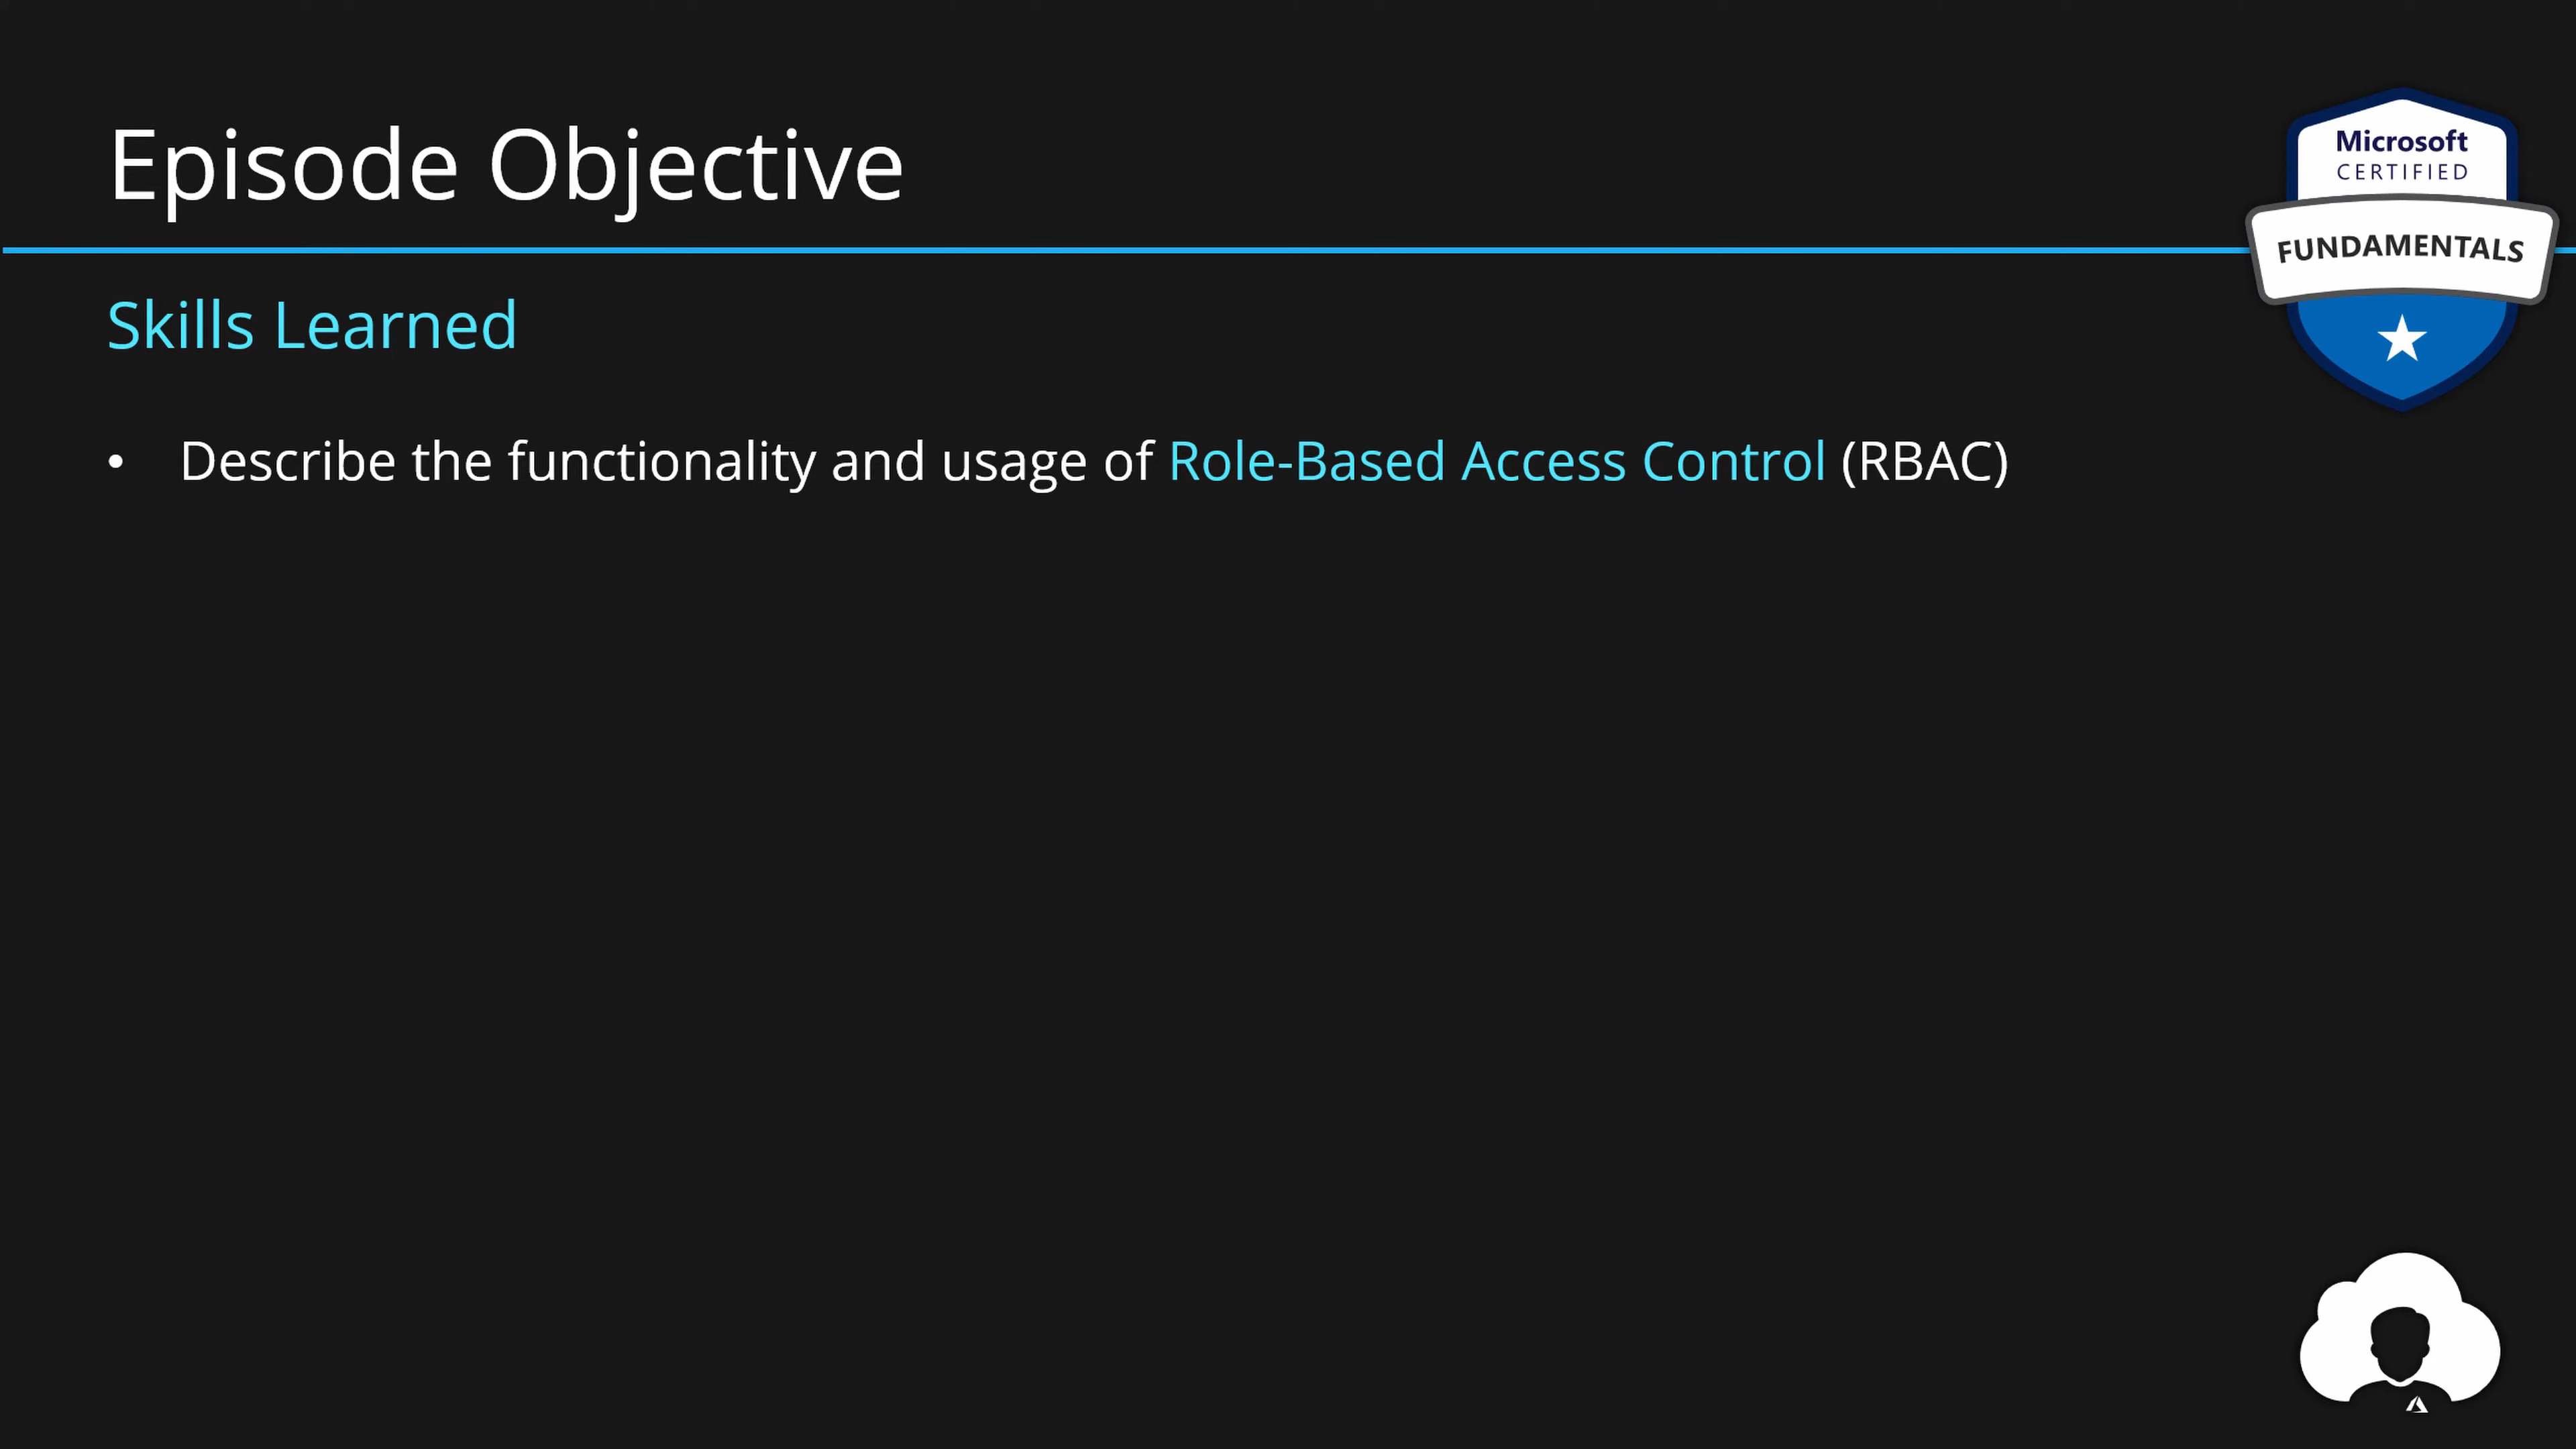 Episode Objective
Microsoft
CERTIFIED
FUNDAMENTALS
Skills Learned
• Describe the functionality and usage of Role-Based Access Control (RBAC)